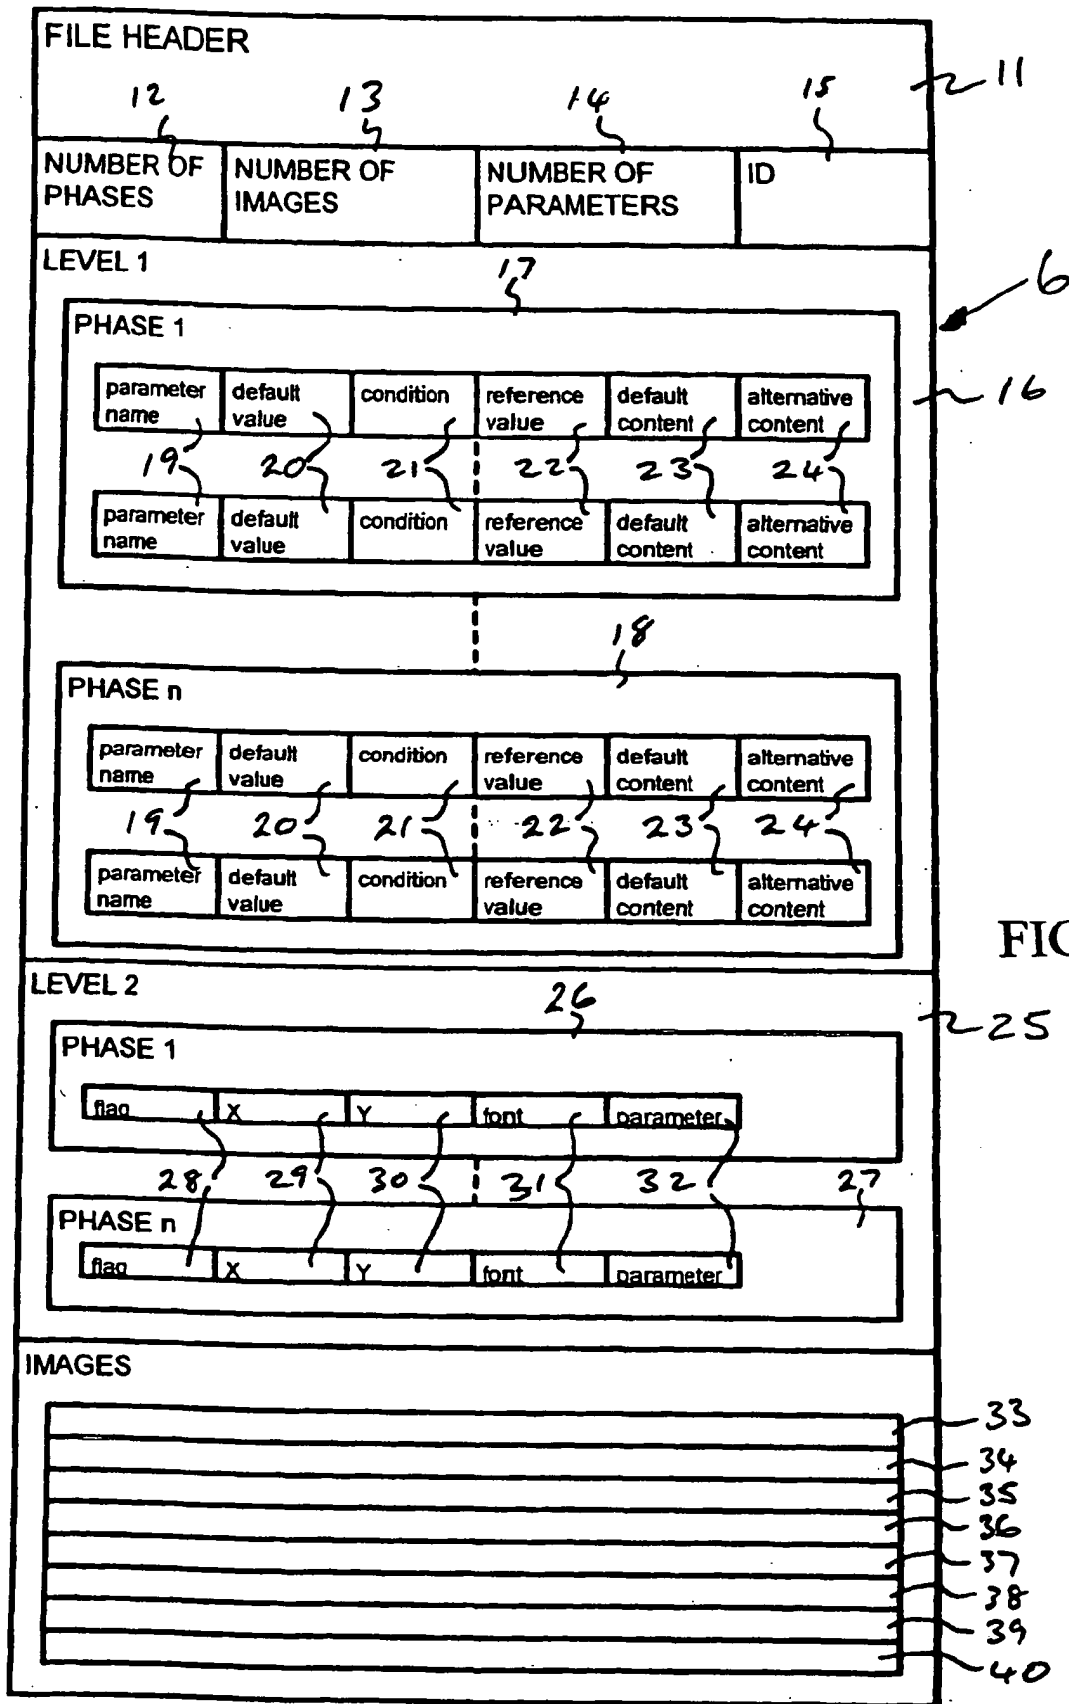 FILE HEADER
11
12 13 14 15
NUMBER OF PHASES
NUMBER OF IMAGES
NUMBER OF PARAMETERS
ID
LEVEL 1
17
6
PHASE 1
16
parameter name
default value
condition
reference value
default content
alternative content
19 20 21 22 23 24
parameter name
default value
condition
reference value
default content
alternative content
18
PHASE n
parameter name
default value
condition
reference value
default content
alternative content
19 20 21 22 23 24
parameter name
default value
condition
reference value
default content
alternative content
FIG
LEVEL 2
26
25
PHASE 1
flag X Y font parameter
28 29 30 31 32 27
PHASE n
flag X Y font parameter
IMAGES
33
34
35
36
37
38
39
40